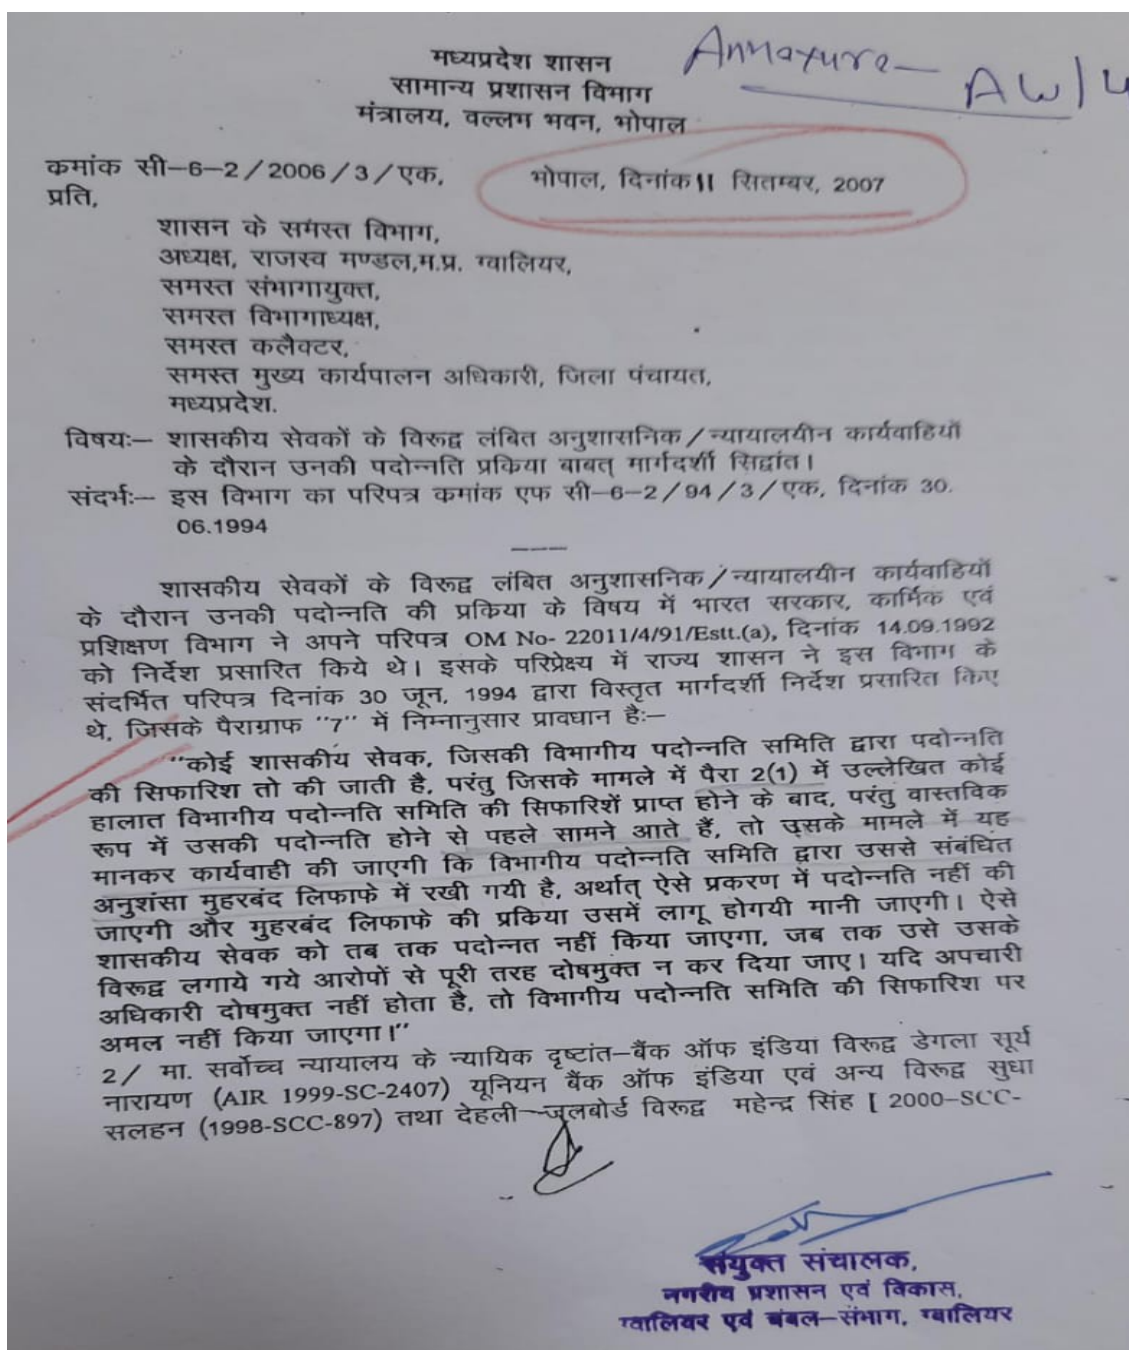 Annexure- AW/4
मध्यप्रदेश शासन
सामान्य प्रशासन विभाग
मंत्रालय, वल्लभ भवन, भोपाल
कमांक सी–6–2/2006/3/एक, भोपाल, दिनांक 11 सितम्बर, 2007
प्रति,
शासन के समस्त विभाग,
अध्यक्ष, राजस्व मण्डल,म.प्र. ग्वालियर,
समस्त संभागायुक्त,
समस्त विभागाध्यक्ष,
समस्त कलैक्टर,
समस्त मुख्य कार्यपालन अधिकारी, जिला पंचायत,
मध्यप्रदेश.
विषयः– शासकीय सेवकों के विरूद्व लंबित अनुशासनिक/न्यायालयीन कार्यवाहियॉ
के दौरान उनकी पदोन्नति प्रकिया बाबत् मार्गदर्शी सिद्वांत।
संदर्भः– इस विभाग का परिपत्र कमांक एफ सी–6–2/94/3/एक, दिनांक 30.
06.1994
शासकीय सेवकों के विरूद्व लंबित अनुशासनिक/न्यायालयीन कार्यवाहियॉ
के दौरान उनकी पदोन्नति की प्रकिया के विषय में भारत सरकार, कार्मिक एवं
प्रशिक्षण विभाग ने अपने परिपत्र OM No- 22011/4/91/Estt.(a), दिनांक 14.09.1992
को निर्देश प्रसारित किये थे। इसके परिप्रेक्ष्य में राज्य शासन ने इस विभाग के
संदर्भित परिपत्र दिनांक 30 जून, 1994 द्वारा विस्तृत मार्गदर्शी निर्देश प्रसारित किए
थे, जिसके पैराग्राफ ''7'' में निम्नानुसार प्रावधान हैः–
''कोई शासकीय सेवक, जिसकी विभागीय पदोन्नति समिति द्वारा पदोन्नति
की सिफारिश तो की जाती है, परंतु जिसके मामले में पैरा 2(1) में उल्लेखित कोई
हालात विभागीय पदोन्नति समिति की सिफारिशें प्राप्त होने के बाद, परंतु वास्तविक
रूप में उसकी पदोन्नति होने से पहले सामने आते हैं, तो उसके मामले में यह
मानकर कार्यवाही की जाएगी कि विभागीय पदोन्नति समिति द्वारा उससे संबंधित
अनुशंसा मुहरबंद लिफाफे में रखी गयी है, अर्थात् ऐसे प्रकरण में पदोन्नति नहीं की
जाएगी और मुहरबंद लिफाफे की प्रकिया उसमें लागू होगयी मानी जाएगी। ऐसे
शासकीय सेवक को तब तक पदोन्नत नहीं किया जाएगा, जब तक उसे उसके
विरूद्व लगाये गये आरोपों से पूरी तरह दोषमुक्त न कर दिया जाए। यदि अपचारी
अधिकारी दोषमुक्त नहीं होता है, तो विभागीय पदोन्नति समिति की सिफारिश पर
अमल नहीं किया जाएगा।''
2/ मा. सर्वोच्च न्यायालय के न्यायिक दृष्टांत–बैंक ऑफ इंडिया विरूद्व डेगला सूर्य
नारायण (AIR 1999-SC-2407) यूनियन बैंक ऑफ इंडिया एवं अन्य विरूद्व सुधा
सलहन (1998-SCC-897) तथा देहली–जलबोर्ड विरूद्व महेन्द्र सिंह [ 2000–SCC-
संयुक्त संचालक,
नगरीय प्रशासन एवं विकास,
ग्वालियर एवं चंबल–संभाग, ग्वालियर